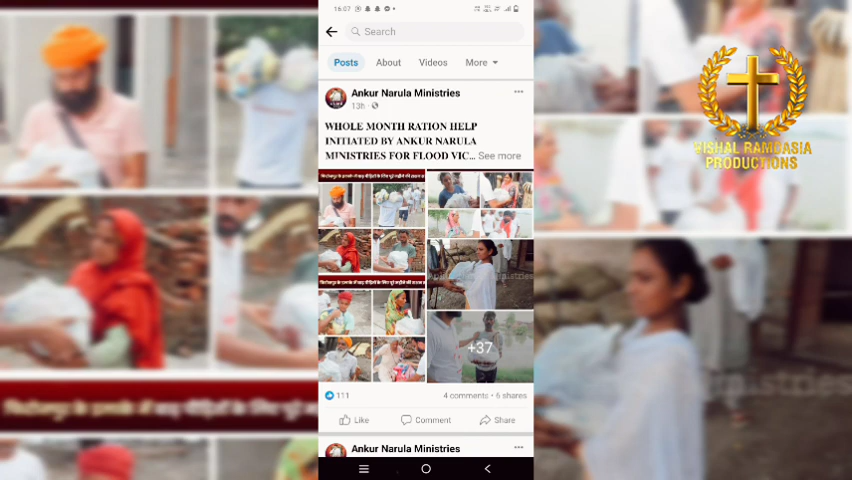 16:07
Search
Posts About Videos More
Ankur Narula Ministries
13h
WHOLE MONTH RATION HELP
INITIATED BY ANKUR NARULA
MINISTRIES FOR FLOOD VIC... See more
+37
111 4 comments • 6 shares
Like Comment Share
Ankur Narula Ministries
VISHAL RAMDASIA
PRODUCTIONS